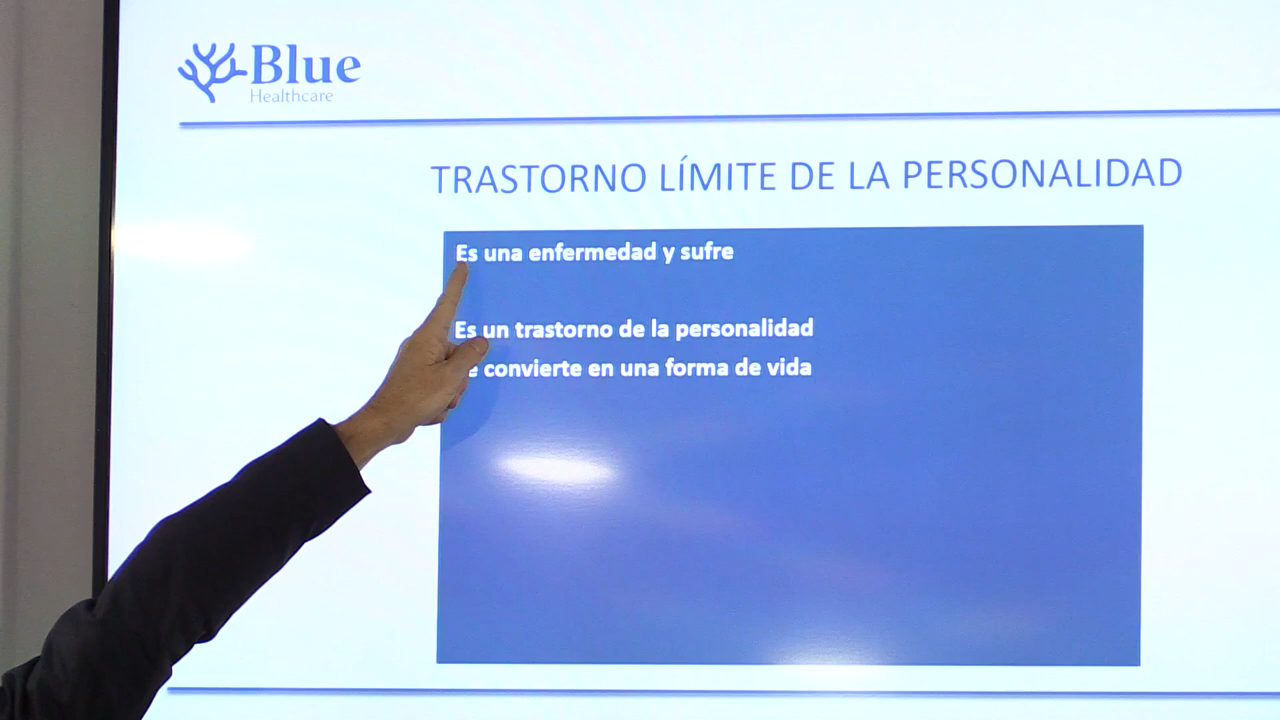 Blue
Healthcare
TRASTORNO LÍMITE DE LA PERSONALIDAD
Es una enfermedad y sufre
Es un trastorno de la personalidad
convierte en una forma de vida